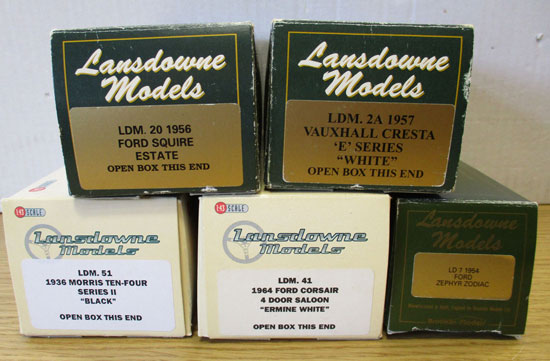 Lansdowne
Models
LDM. 20 1956
FORD SQUIRE
ESTATE
OPEN BOX THIS END
Lansdowne
Models
LDM. 2A 1957
VAUXHALL CRESTA
'E' SERIES
"WHITE"
OPEN BOX THIS END
1:43 SCALE
Lansdowne
Models
LDM. 51
1936 MORRIS TEN-FOUR
SERIES II
"BLACK"
OPEN BOX THIS END
1:43 SCALE
Lansdowne
Models
LDM. 41
1964 FORD CORSAIR
4 DOOR SALOON
"ERMINE WHITE"
OPEN BOX THIS END
Lansdowne
Models
LD 7 1954
FORD
ZEPHYR ZODIAC